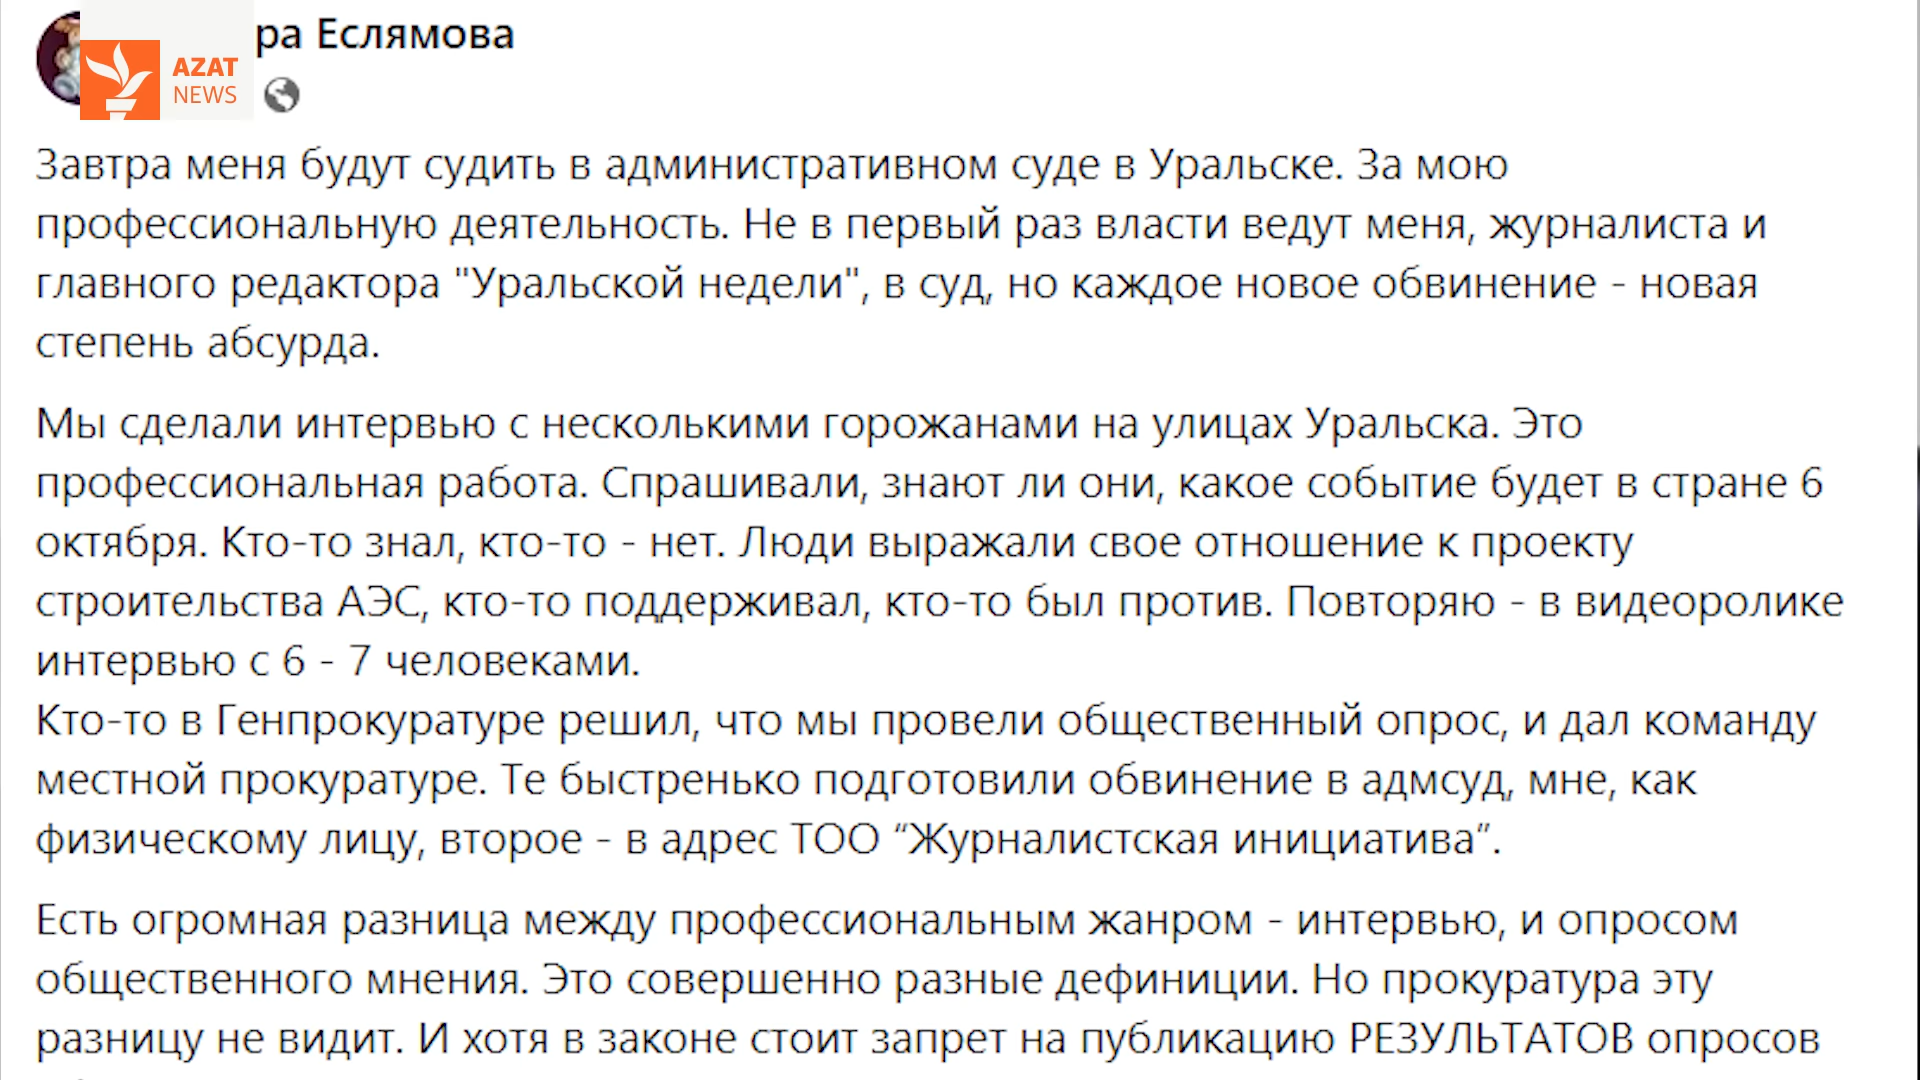 ра Еслямова
AZAT
NEWS
Завтра меня будут судить в административном суде в Уральске. За мою
профессиональную деятельность. Не в первый раз власти ведут меня, журналиста и
главного редактора "Уральской недели", в суд, но каждое новое обвинение - новая
степень абсурда.
Мы сделали интервью с несколькими горожанами на улицах Уральска. Это
профессиональная работа. Спрашивали, знают ли они, какое событие будет в стране 6
октября. Кто-то знал, кто-то - нет. Люди выражали свое отношение к проекту
строительства АЭС, кто-то поддерживал, кто-то был против. Повторяю - в видеоролике
интервью с 6 - 7 человеками.
Кто-то в Генпрокуратуре решил, что мы провели общественный опрос, и дал команду
местной прокуратуре. Те быстренько подготовили обвинение в адмсуд, мне, как
физическому лицу, второе - в адрес ТОО “Журналистская инициатива”.
Есть огромная разница между профессиональным жанром - интервью, и опросом
общественного мнения. Это совершенно разные дефиниции. Но прокуратура эту
разницу не видит. И хотя в законе стоит запрет на публикацию РЕЗУЛЬТАТОВ опросов